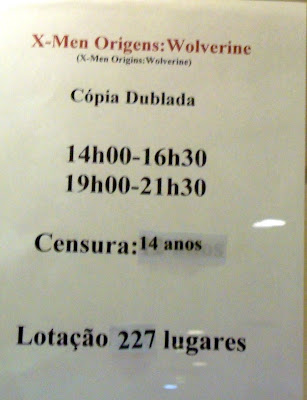 X-Men Origens:Wolverine
(X-Men Origins:Wolverine)
Cópia Dublada
14h00-16h30
19h00-21h30
Censura:14 anos
Lotação 227 lugares